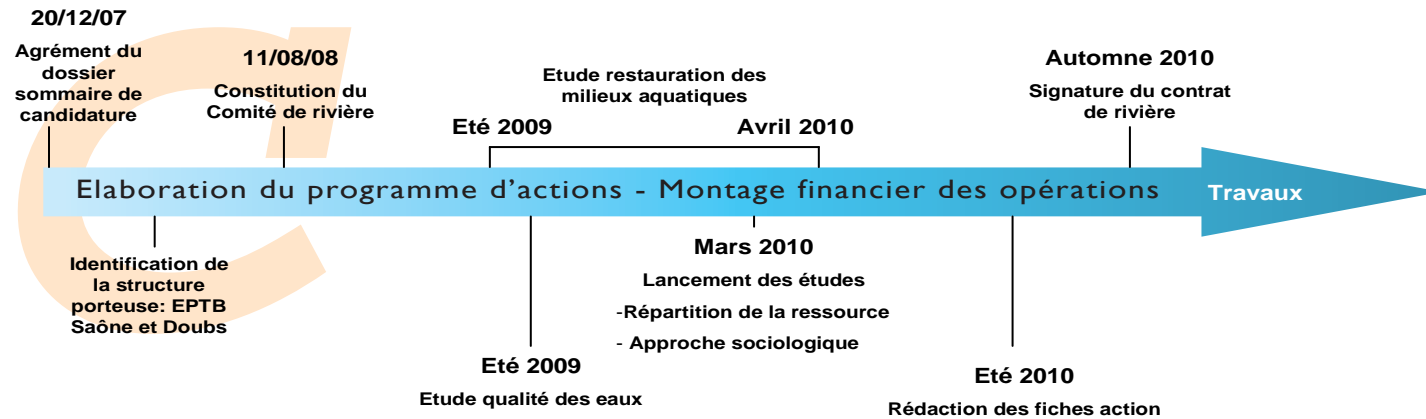 20/12/07
Agrément du
dossier
sommaire de
candidature
11/08/08
Constitution du
Comité de rivière
Etude restauration des
milieux aquatiques
Eté 2009
Avril 2010
Automne 2010
Signature du contrat
de rivière
Elaboration du programme d'actions - Montage financier des opérations
Travaux
Identification de
la structure
porteuse: EPTB
Saône et Doubs
Eté 2009
Etude qualité des eaux
Mars 2010
Lancement des études
-Répartition de la ressource
- Approche sociologique
Eté 2010
Rédaction des fiches action